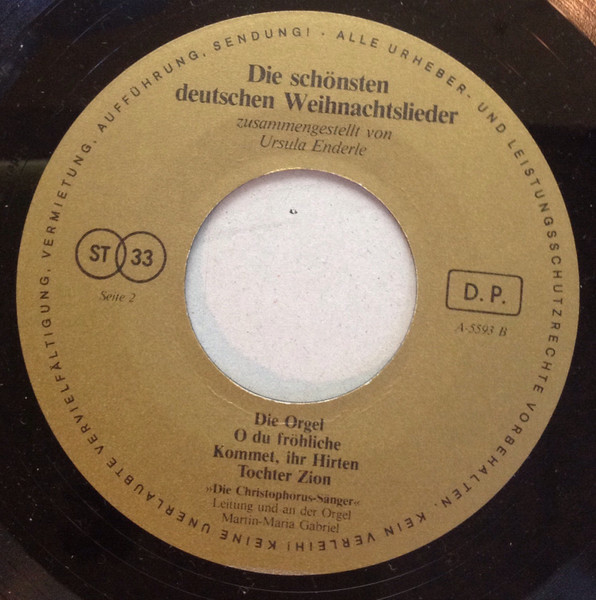 ALLE URHEBER- UND LEISTUNGSSCHUTZRECHTE VORBEHALTEN · KEIN VERLEIH! KEINE UNERLAUBTE VERVIELFÄLTIGUNG, VERMIETUNG, AUFFÜHRUNG, SENDUNG! ·
Die schönsten
deutschen Weihnachtslieder
zusammengestellt von
Ursula Enderle
ST 33
Seite 2
D. P.
A-5593 B
Die Orgel
O du fröhliche
Kommet, ihr Hirten
Tochter Zion
»Die Christophorus-Sänger«
Leitung und an der Orgel
Martin-Maria Gabriel